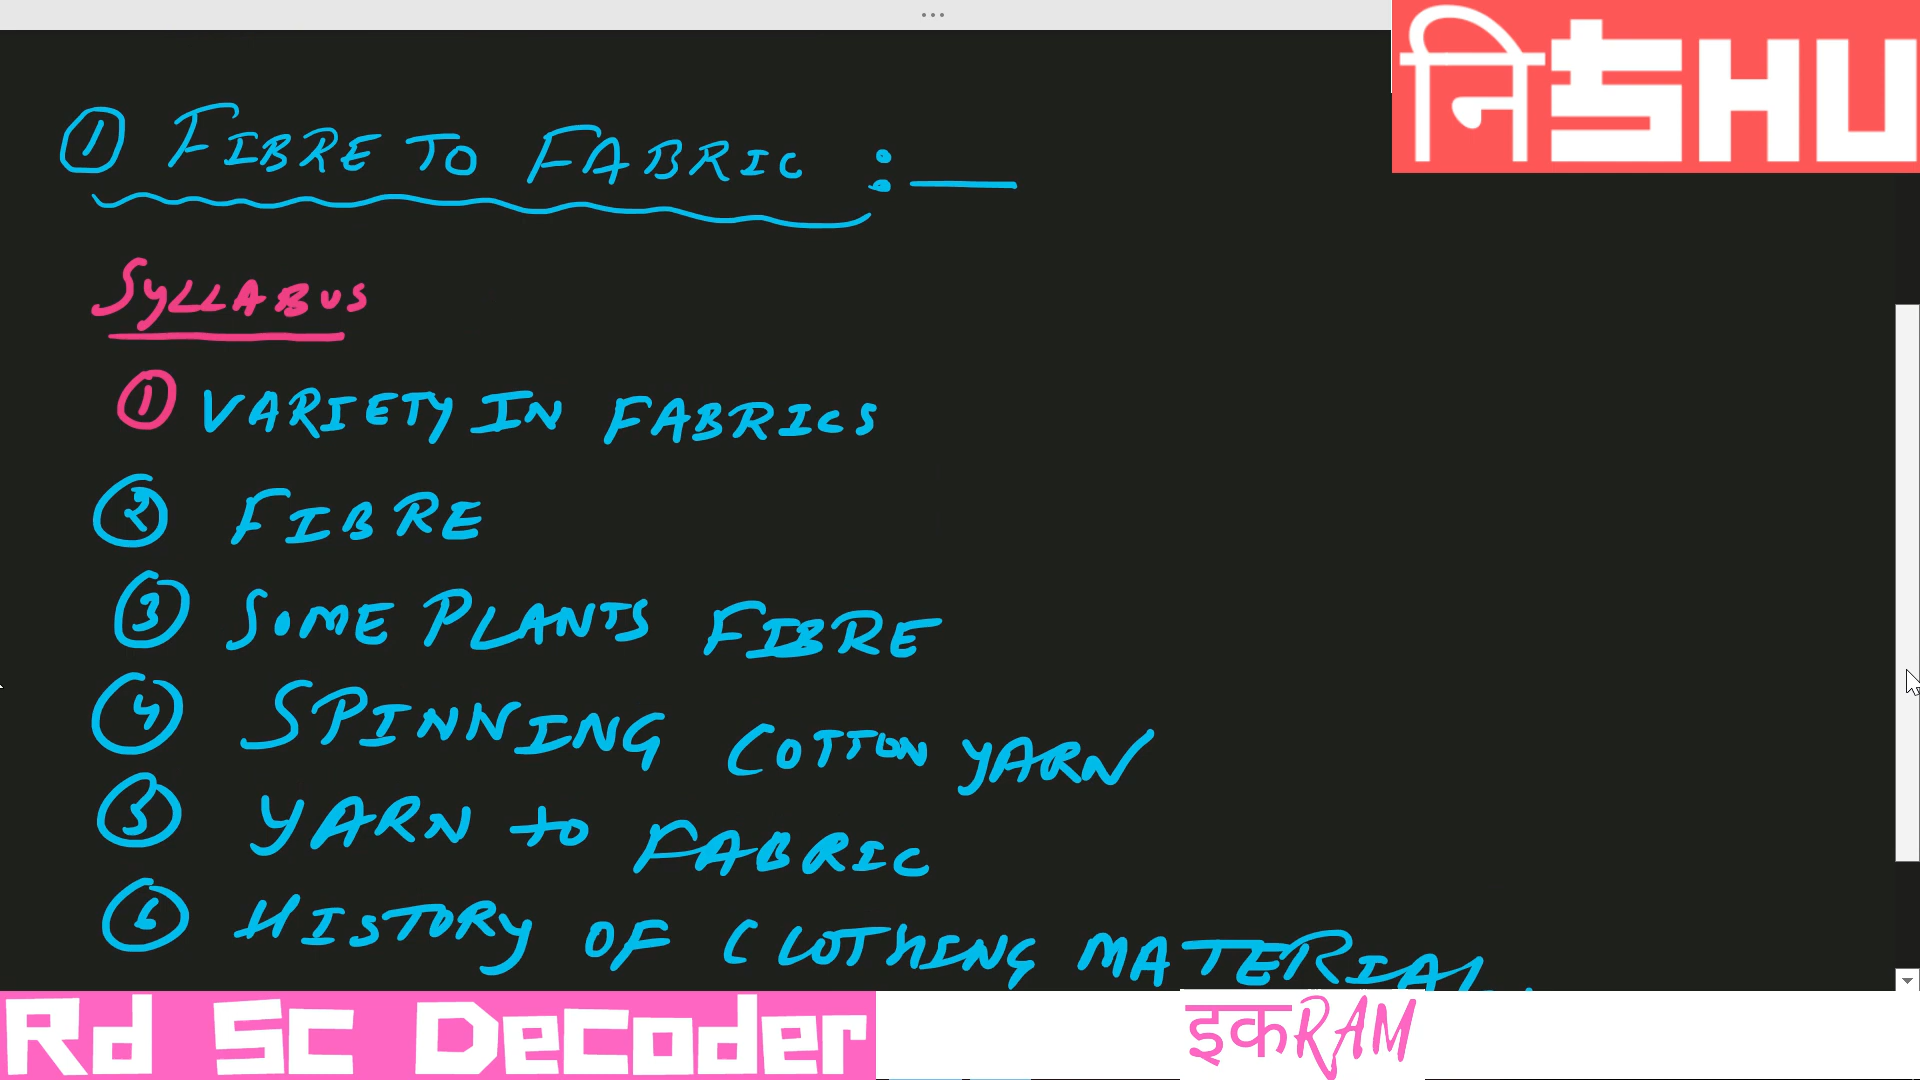 निशHU
① FIBRE TO FABRIC :—
SYLLABUS
① VARIETY IN FABRICS
② FIBRE
③ SOME PLANTS FIBRE
④ SPINNING COTTON YARN
⑤ YARN to FABRIC
⑥ HISTORY OF CLOTHING MATERIAL
Rd Sc Decoder
इकRAM